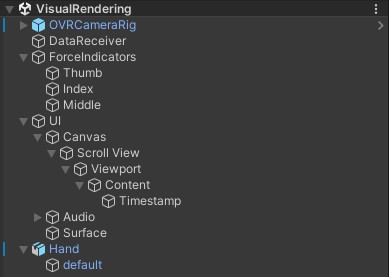 VisualRendering
OVRCameraRig
DataReceiver
ForceIndicators
Thumb
Index
Middle
UI
Canvas
Scroll View
Viewport
Content
Timestamp
Audio
Surface
Hand
default